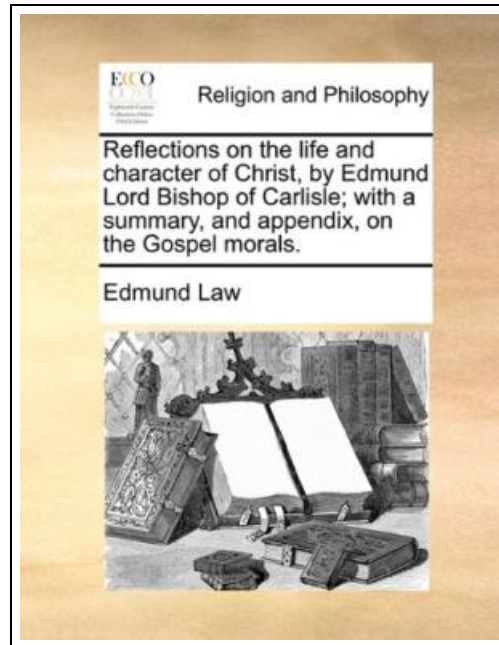 ECCO
Religion and Philosophy
Reflections on the life and
character of Christ, by Edmund
Lord Bishop of Carlisle; with a
summary, and appendix, on
the Gospel morals.
Edmund Law